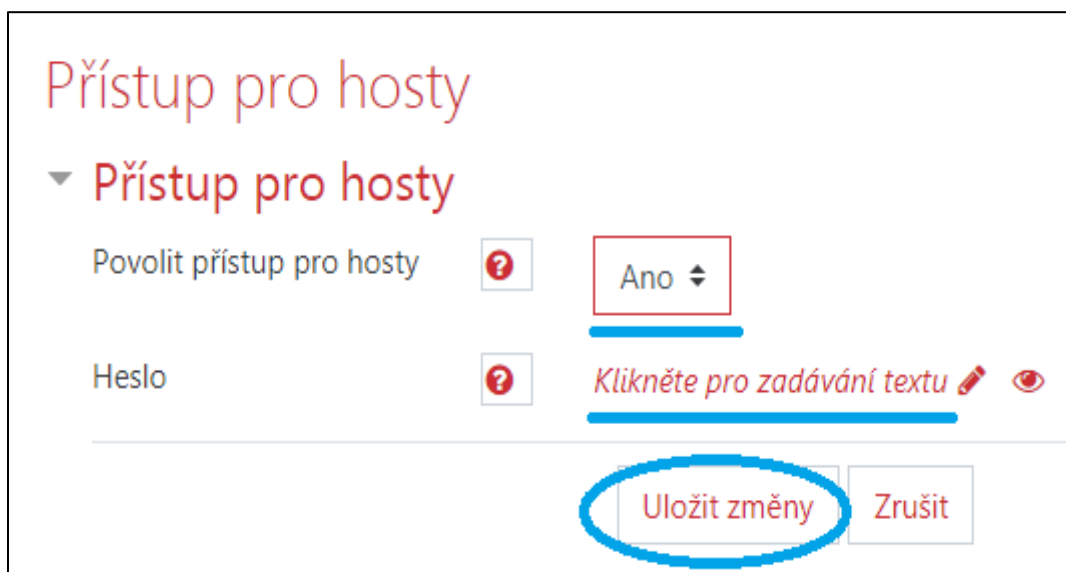 Přístup pro hosty
Přístup pro hosty
Povolit přístup pro hosty
Ano
Heslo
Klikněte pro zadávání textu
Uložit změny
Zrušit